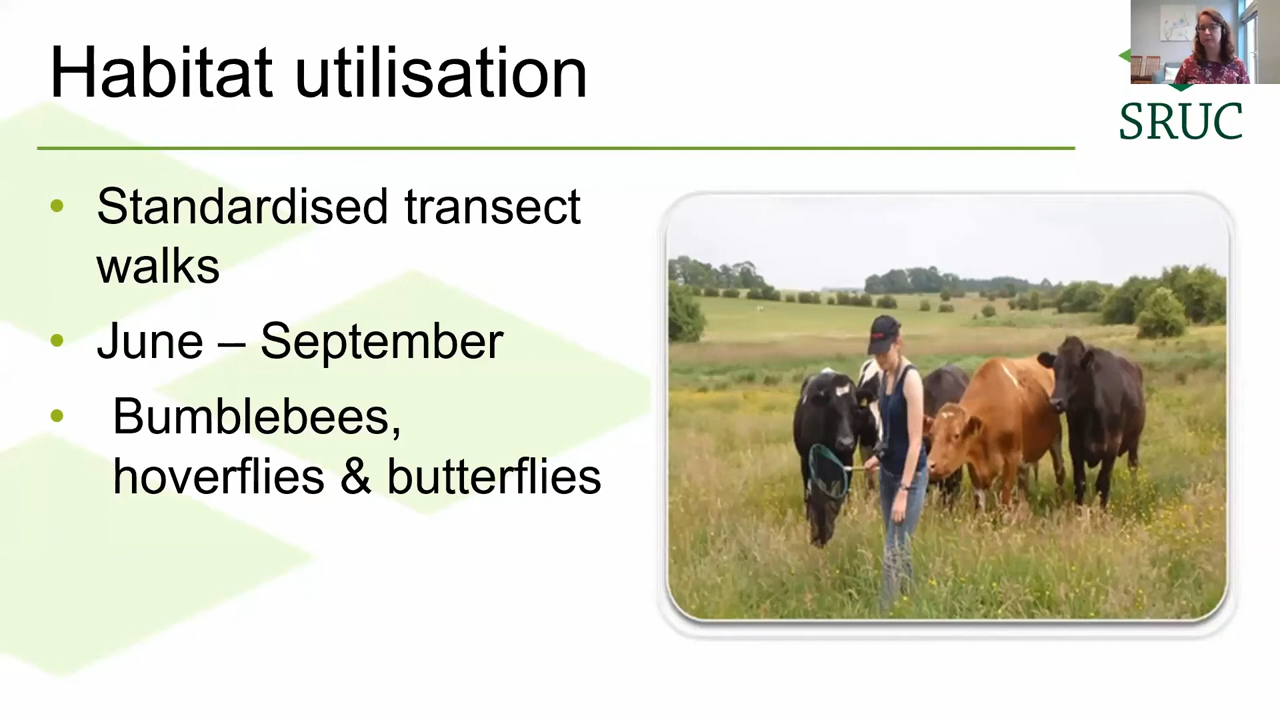 Habitat utilisation
SRUC
• Standardised transect
walks
• June – September
• Bumblebees,
hoverflies & butterflies